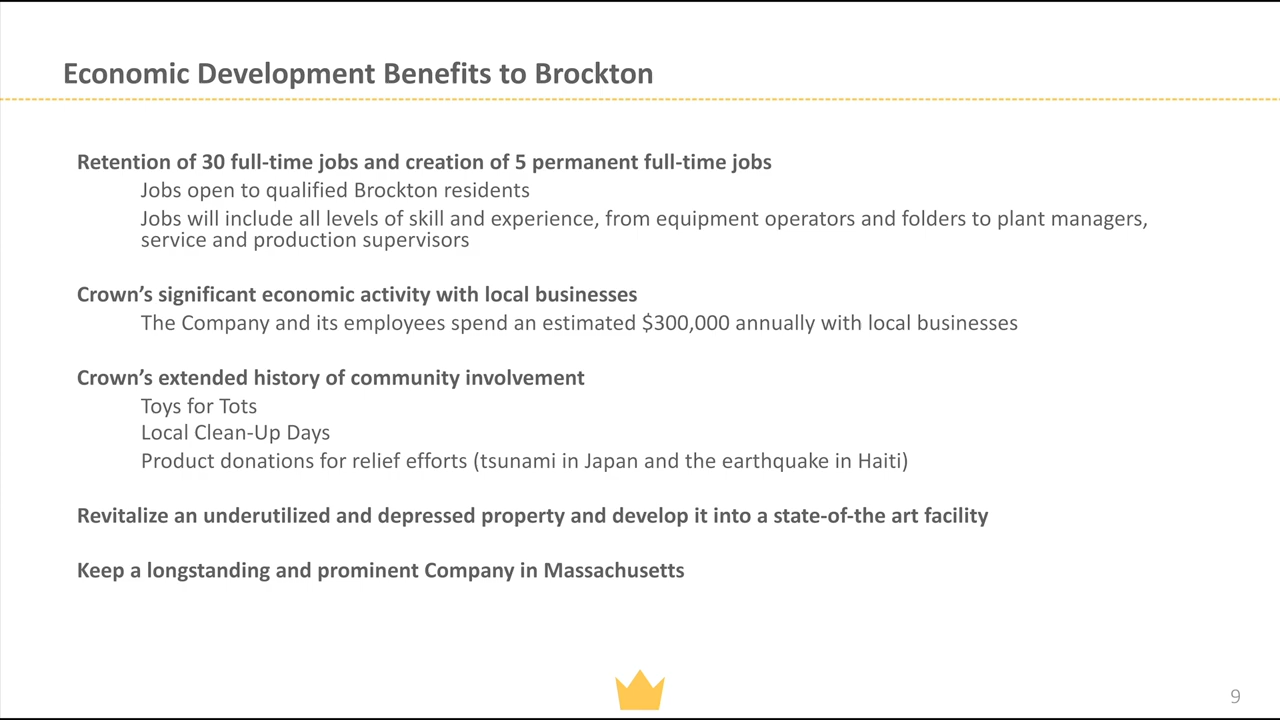 Economic Development Benefits to Brockton
Retention of 30 full-time jobs and creation of 5 permanent full-time jobs
Jobs open to qualified Brockton residents
Jobs will include all levels of skill and experience, from equipment operators and folders to plant managers,
service and production supervisors
Crown’s significant economic activity with local businesses
The Company and its employees spend an estimated $300,000 annually with local businesses
Crown’s extended history of community involvement
Toys for Tots
Local Clean-Up Days
Product donations for relief efforts (tsunami in Japan and the earthquake in Haiti)
Revitalize an underutilized and depressed property and develop it into a state-of-the art facility
Keep a longstanding and prominent Company in Massachusetts
9